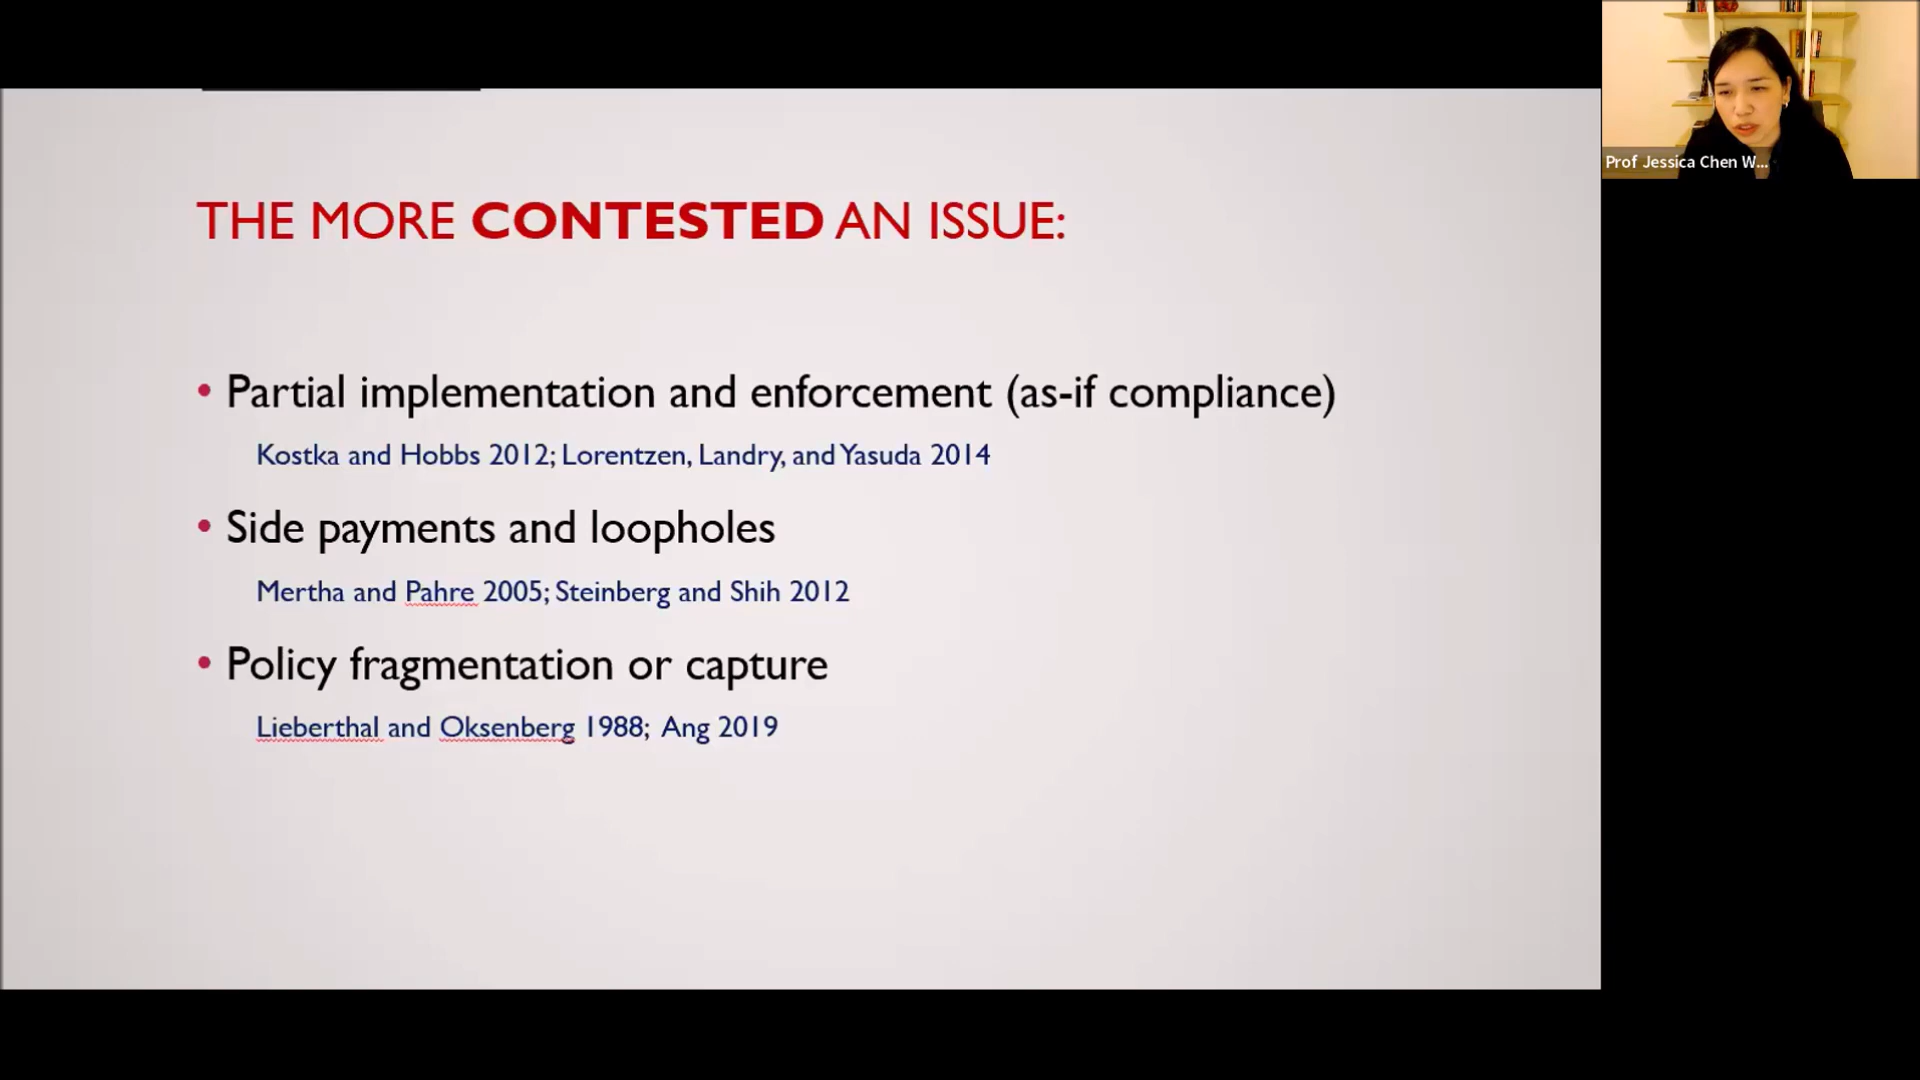 THE MORE CONTESTED AN ISSUE:
• Partial implementation and enforcement (as-if compliance)
Kostka and Hobbs 2012; Lorentzen, Landry, and Yasuda 2014
• Side payments and loopholes
Mertha and Pahre 2005; Steinberg and Shih 2012
• Policy fragmentation or capture
Lieberthal and Oksenberg 1988; Ang 2019
Prof Jessica Chen W...